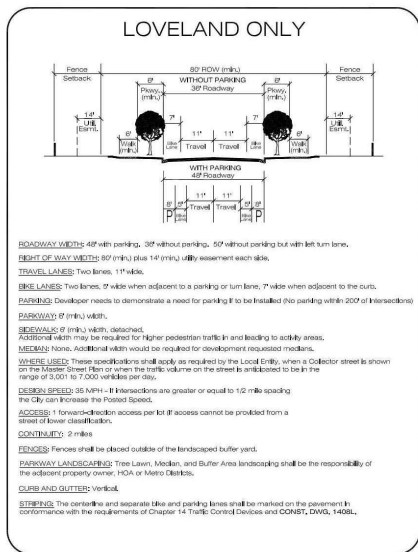 LOVELAND ONLY
Fence
80' ROW (min.)
Fence
Setback
WITHOUT PARKING
Setback
36' Roadway
8'
Pkwy.
(min.)
8'
Pkwy.
(min.)
14'
Util.
Esmt.
7'
7'
14'
Util.
Esmt.
6'
Walk
(min.)
Bike
Lane
11'
Travel
11'
Travel
Bike
Lane
6'
Walk
(min.)
WITH PARKING
48' Roadway
11'
11'
8'
5'
Travel
Travel
5'
8'
P
Bike
Lane
Bike
Lane
P
ROADWAY WIDTH: 48' with parking, 36' without parking, 50' without parking but with left turn lane.
RIGHT OF WAY WIDTH: 80' (min.) plus 14' (min.) utility easement each side.
TRAVEL LANES: Two lanes, 11' wide.
BIKE LANES: Two lanes, 5' wide when adjacent to a parking or turn lane, 7' wide when adjacent to the curb.
PARKING: Developer needs to demonstrate a need for parking if to be installed (No parking within 200' of intersections)
PARKWAY: 8' (min.) width.
SIDEWALK: 6' (min.) width, detached.
Additional width may be required for higher pedestrian traffic in and leading to activity areas.
MEDIAN: None. Additional width would be required for development requested medians.
WHERE USED: These specifications shall apply as required by the Local Entity, when a Collector street is shown
on the Master Street Plan or when the traffic volume on the street is anticipated to be in the
range of 3,001 to 7,000 vehicles per day.
DESIGN SPEED: 35 MPH - If intersections are greater or equal to 1/2 mile spacing
the City can increase the Posted Speed.
ACCESS: 1 forward-direction access per lot (if access cannot be provided from a
street of lower classification.
CONTINUITY: 2 miles
FENCES: Fences shall be placed outside of the landscaped buffer yard.
PARKWAY LANDSCAPING: Tree Lawn, Median, and Buffer Area landscaping shall be the responsibility of
the adjacent property owner, HOA or Metro Districts.
CURB AND GUTTER: Vertical.
STRIPING: The centerline and separate bike and parking lanes shall be marked on the pavement in
conformance with the requirements of Chapter 14 Traffic Control Devices and CONST. DWG. 1408L.